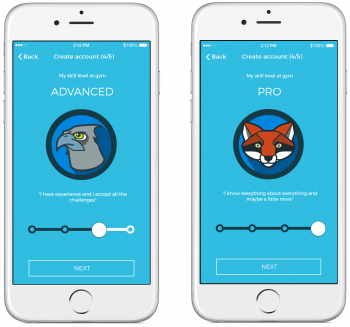 3:12 PM 100%
Back Create account (4/5)
My skill level at gym
ADVANCED
"I have experience and I accept all the
challenges"
NEXT
3:12 PM 100%
Back Create account (4/5)
My skill level at gym
PRO
"I know everything about everything and
maybe a little more"
NEXT